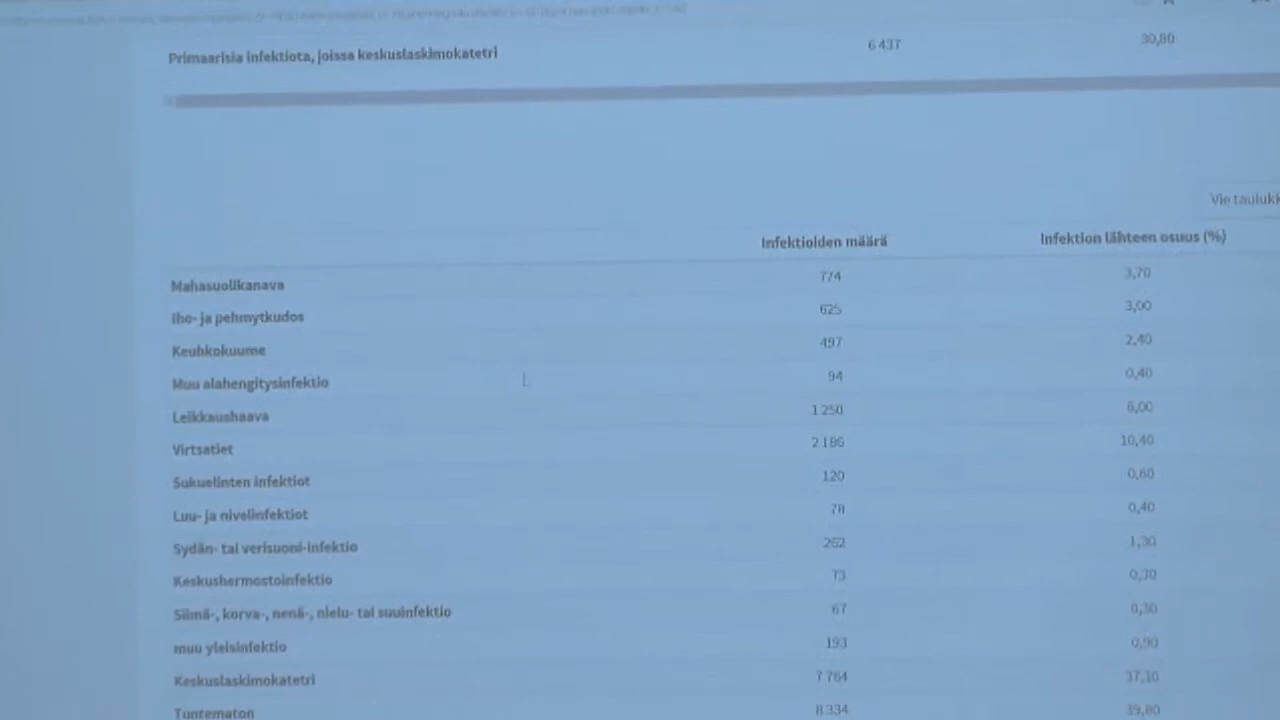 Primaarisia infektiota, joissa keskuslaskimokatetri 6 437 30,80
Vie taulukk
Infektioiden määrä Infektion lähteen osuus (%)
Mahasuolikanava 774 3,70
Iho- ja pehmytkudos 625 3,00
Keuhkokuume 497 2,40
Muu alahengitysinfektio 94 0,40
Leikkaushaava 1 250 6,00
Virtsatiet 2 186 10,40
Sukuelinten infektiot 120 0,60
Luu- ja nivelinfektiot 78 0,40
Sydän- tai verisuoni-infektio 262 1,30
Keskushermostoinfektio 73 0,30
Silmä-, korva-, nenä-, nielu- tai suuinfektio 67 0,30
muu yleisinfektio 193 0,90
Keskuslaskimokatetri 7 764 37,10
Tuntematon 8 334 39,80